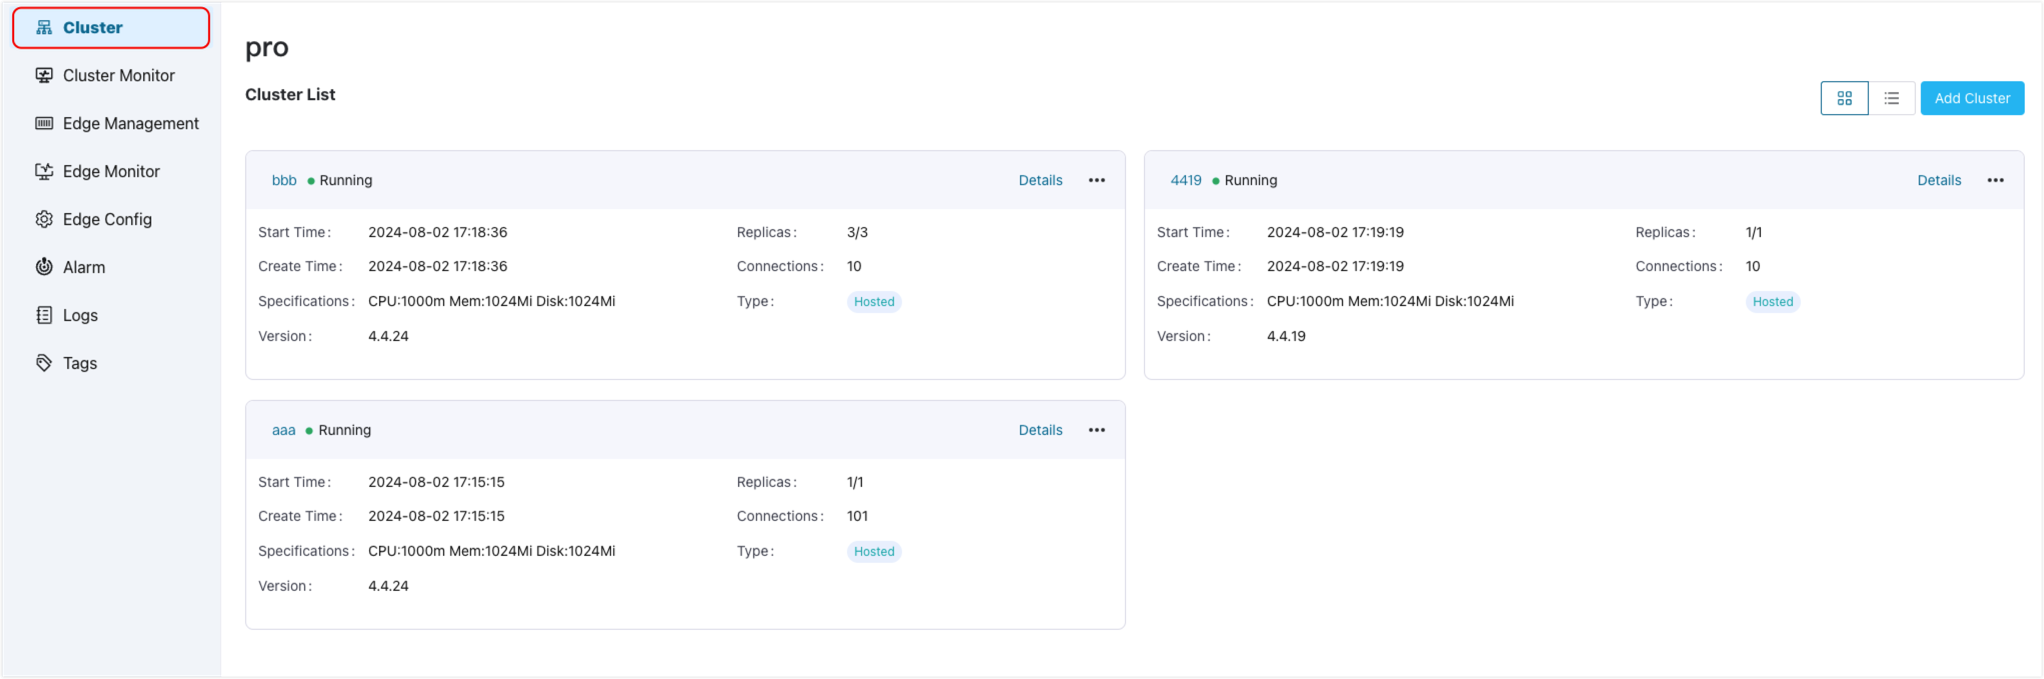 Cluster
Cluster Monitor
Edge Management
Edge Monitor
Edge Config
Alarm
Logs
Tags
pro
Cluster List
Add Cluster
bbb Running Details
Start Time: 2024-08-02 17:18:36 Replicas: 3/3
Create Time: 2024-08-02 17:18:36 Connections: 10
Specifications: CPU:1000m Mem:1024Mi Disk:1024Mi Type: Hosted
Version: 4.4.24
4419 Running Details
Start Time: 2024-08-02 17:19:19 Replicas: 1/1
Create Time: 2024-08-02 17:19:19 Connections: 10
Specifications: CPU:1000m Mem:1024Mi Disk:1024Mi Type: Hosted
Version: 4.4.19
aaa Running Details
Start Time: 2024-08-02 17:15:15 Replicas: 1/1
Create Time: 2024-08-02 17:15:15 Connections: 101
Specifications: CPU:1000m Mem:1024Mi Disk:1024Mi Type: Hosted
Version: 4.4.24